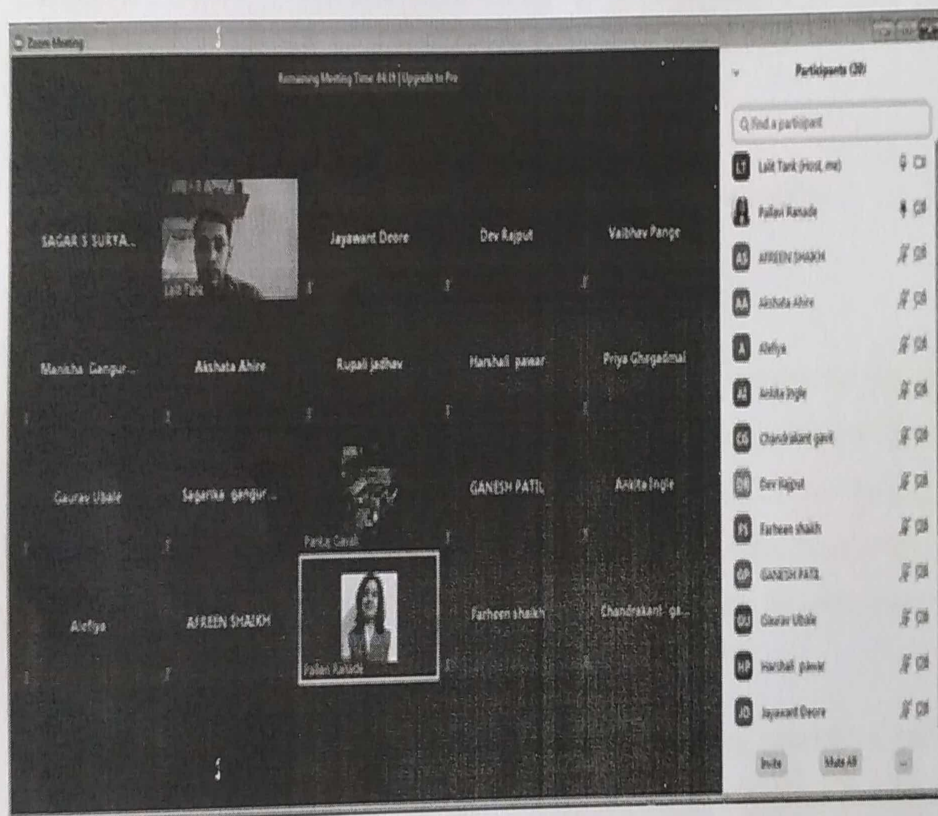 Zoom Meeting
Remaining Meeting Time: 04:19 | Upgrade to Pro
SAGAR S SURYA...
Lalit Tank
Jayawant Deore
Dev Rajput
Vaibhav Pange
Manisha Gangur...
Akshata Ahire
Rupali jadhav
Harshali pawar
Priya Ghegadmal
Gaurav Ubale
Sagarika gangur...
Pankaj Gavali
GANESH PATIL
Ankita Ingle
Alefiya
AFREEN SHAIKH
Pallavi Ranade
Farheen shaikh
Chandrakant ga...
Participants (20)
Find a participant
LT Lalit Tank (Host, me)
Pallavi Ranade
AS AFREEN SHAIKH
AA Akshata Ahire
A Alefiya
AI Ankita Ingle
CG Chandrakant gavit
DR Dev Rajput
FS Farheen shaikh
GP GANESH PATIL
GU Gaurav Ubale
HP Harshali pawar
JD Jayawant Deore
Invite
Mute All
...